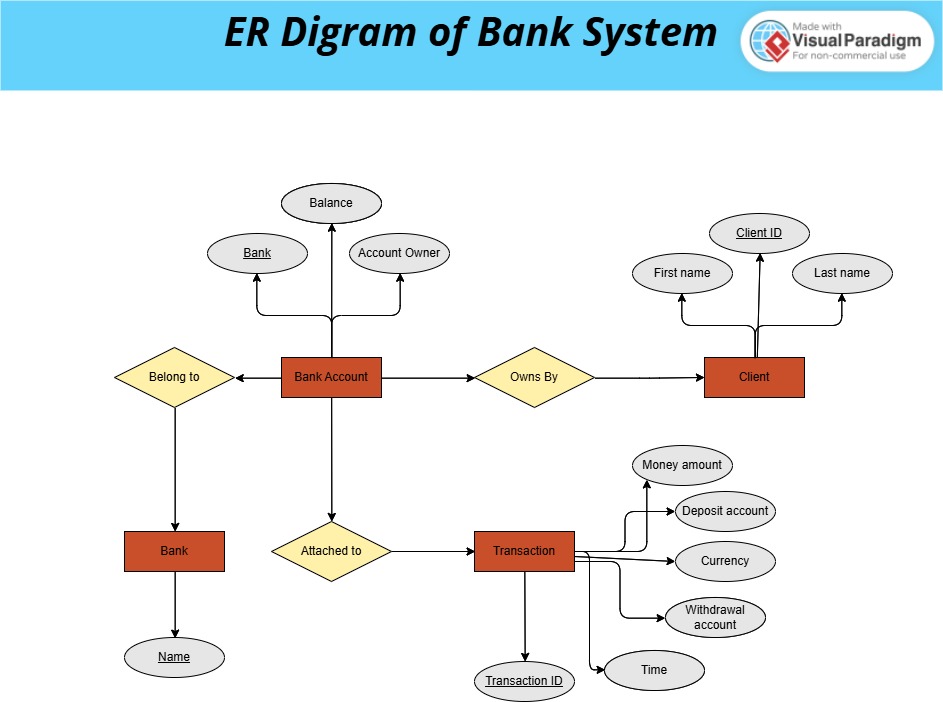 ER Digram of Bank System
Made with
Visual Paradigm
For non-commercial use
Balance
Bank
Account Owner
Client ID
First name
Last name
Belong to
Bank Account
Owns By
Client
Money amount
Deposit account
Bank
Attached to
Transaction
Currency
Withdrawal
account
Name
Transaction ID
Time